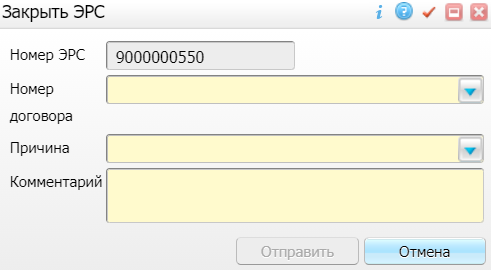 Закрыть ЭРС
Номер ЭРС 9000000550
Номер
договора
Причина
Комментарий
Отправить Отмена